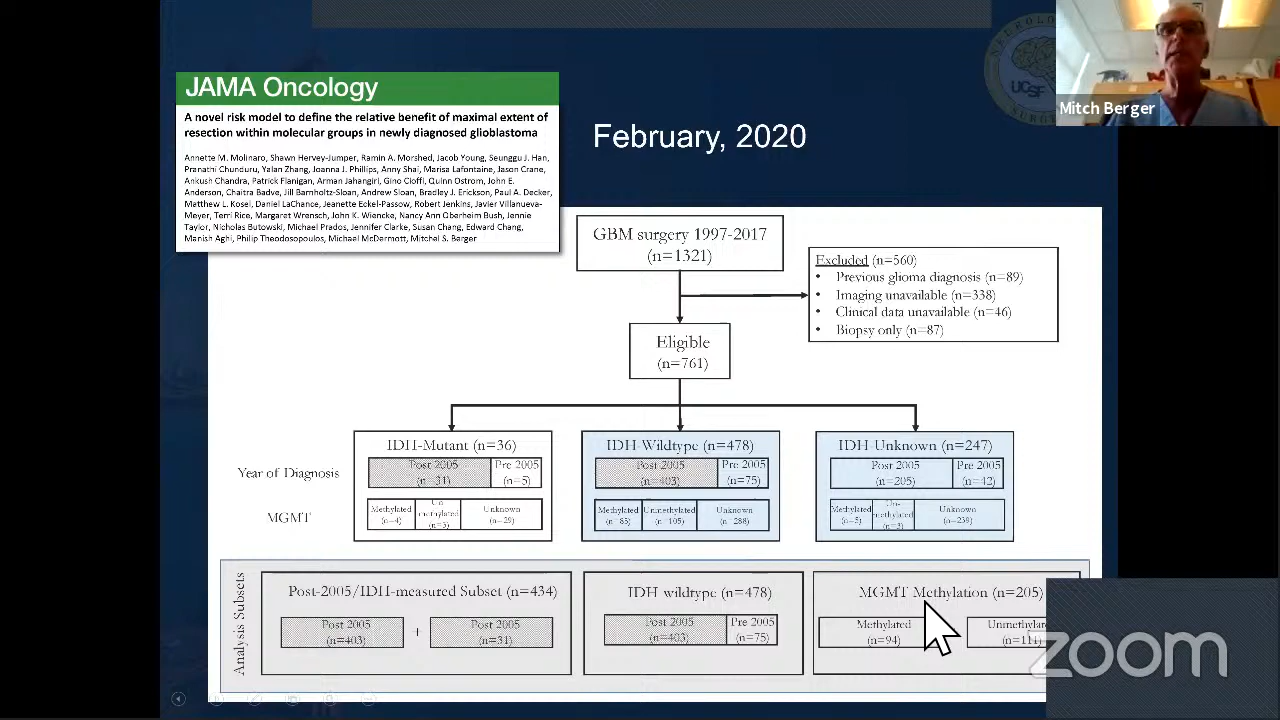 JAMA Oncology
A novel risk model to define the relative benefit of maximal extent of
resection within molecular groups in newly diagnosed glioblastoma
Annette M. Molinaro, Shawn Hervey-Jumper, Ramin A. Morshed, Jacob Young, Seunggu J. Han,
Pranathi Chunduru, Yalan Zhang, Joanna J. Phillips, Anny Shai, Marisa Lafontaine, Jason Crane,
Ankush Chandra, Patrick Flanigan, Arman Jahangiri, Gino Cioffi, Quinn Ostrom, John E.
Anderson, Chaitra Badve, Jill Barnholtz-Sloan, Andrew Sloan, Bradley J. Erickson, Paul A. Decker,
Matthew L. Kosel, Daniel LaChance, Jeanette Eckel-Passow, Robert Jenkins, Javier Villanueva-
Meyer, Terri Rice, Margaret Wrensch, John K. Wiencke, Nancy Ann Oberheim Bush, Jennie
Taylor, Nicholas Butowski, Michael Prados, Jennifer Clarke, Susan Chang, Edward Chang,
Manish Aghi, Philip Theodosopoulos, Michael McDermott, Mitchel S. Berger
February, 2020
UCSF
Mitch Berger
GBM surgery 1997-2017
(n=1321)
Excluded (n=560)
• Previous glioma diagnosis (n=89)
• Imaging unavailable (n=338)
• Clinical data unavailable (n=46)
• Biopsy only (n=87)
Eligible
(n=761)
IDH-Mutant (n=36)
IDH-Wildtype (n=478)
IDH-Unknown (n=247)
Year of Diagnosis
Post 2005
(n=31)
Pre 2005
(n=5)
Post 2005
(n=403)
Pre 2005
(n=75)
Post 2005
(n=205)
Pre 2005
(n=42)
MGMT
Methylated
(n=4)
Un-
methylated
(n=3)
Unknown
(n=29)
Methylated
(n=85)
Unmethylated
(n=105)
Unknown
(n=288)
Methylated
(n=5)
Un-
methylated
(n=3)
Unknown
(n=239)
Analysis Subsets
Post-2005/IDH-measured Subset (n=434)
Post 2005
(n=403)
+
Post 2005
(n=31)
IDH wildtype (n=478)
Post 2005
(n=403)
Pre 2005
(n=75)
MGMT Methylation (n=205)
Methylated
(n=94)
Unmethylated
(n=111)
zoom